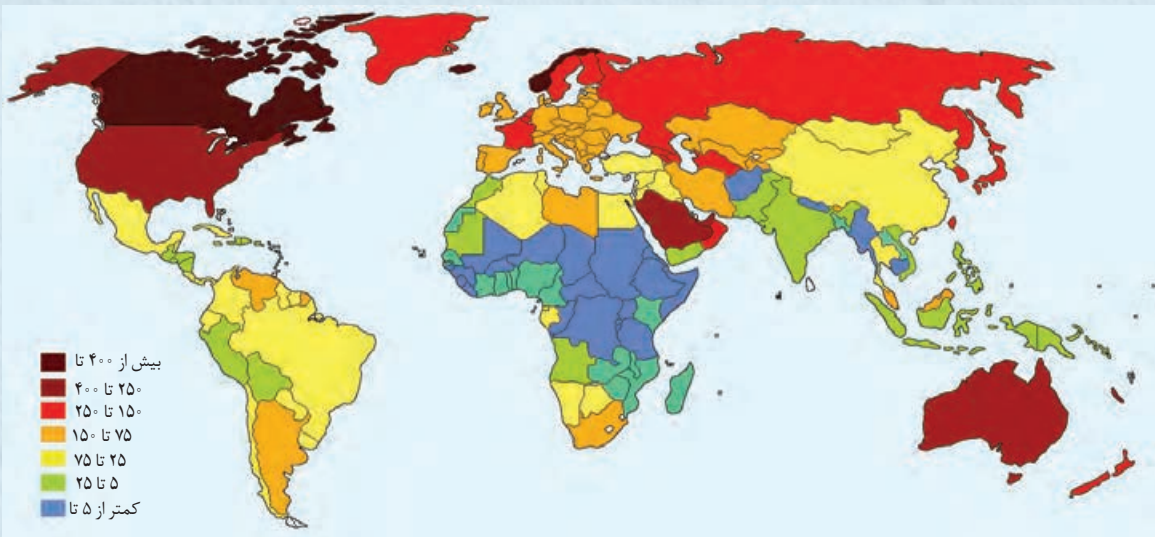 بیش از ۴۰۰ تا
۲۵۰ تا ۴۰۰
۱۵۰ تا ۲۵۰
۷۵ تا ۱۵۰
۲۵ تا ۷۵
۵ تا ۲۵
کمتر از ۵ تا